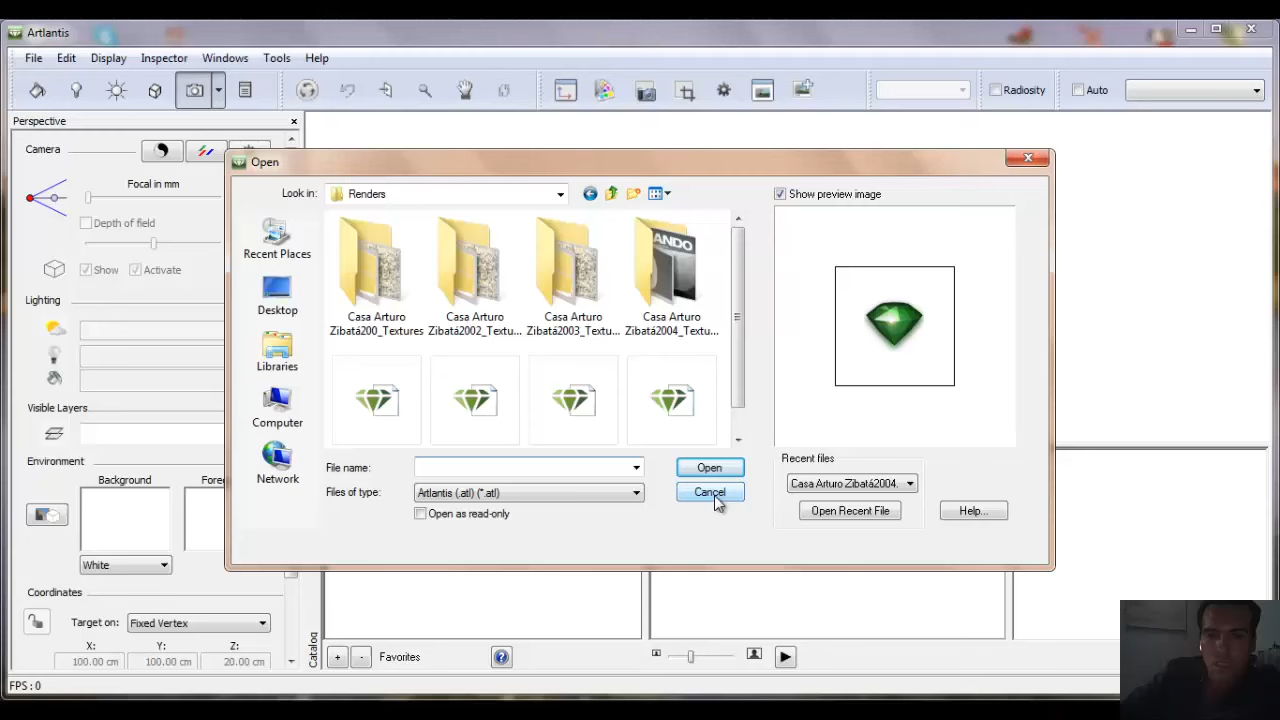 Artlantis
File Edit Display Inspector Windows Tools Help
Radiosity Auto
Perspective
Camera
Focal in mm
Depth of field
Show Activate
Lighting
Visible Layers
Environment
Background
White
Coordinates
Target on: Fixed Vertex
X: Y: Z:
100.00 cm 100.00 cm 20.00 cm
FPS:0
Open
Look in: Renders
Show preview image
Recent Places
Desktop
Libraries
Computer
Network
Casa Arturo Casa Arturo Casa Arturo Casa Arturo
Zibatá200_Textures Zibatá2002_Textu... Zibatá2003_Textu... Zibatá2004_Textu...
ANDO
File name: Open
Files of type: Artlantis (.atl) (*.atl) Cancel
Open as read-only
Recent files
Casa Arturo Zibatá2004.
Open Recent File Help...
Catalog
+ - Favorites ?